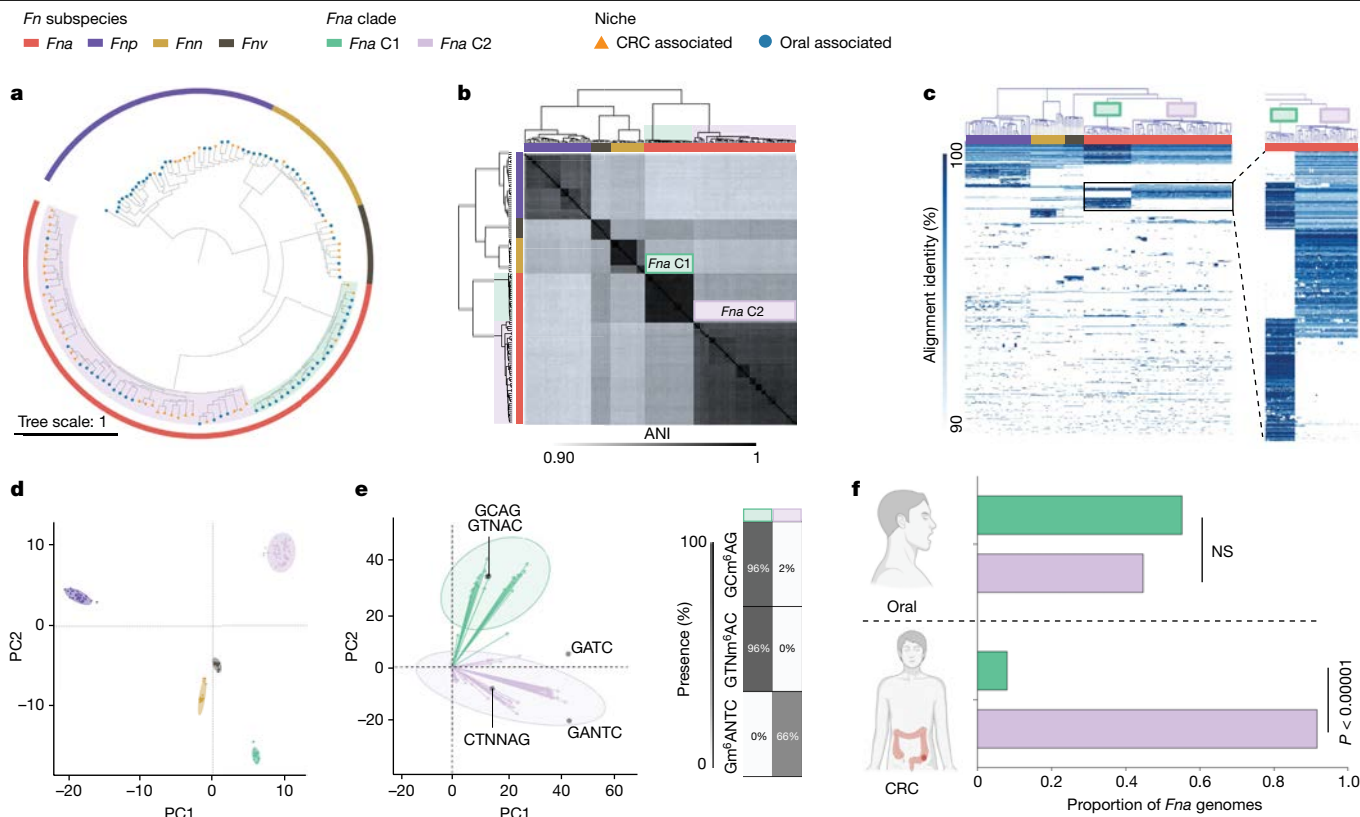 Fn subspecies
Fna
Fnp
Fnn
Fnv
Fna clade
Fna C1
Fna C2
Niche
CRC associated
Oral associated
a
Tree scale: 1
b
Fna C1
Fna C2
ANI
0.90
1
c
Alignment identity (%)
100
90
d
PC2
10
0
–10
–20
–10
0
10
PC1
e
GCAG
GTNAC
GATC
CTNNAG
GANTC
PC2
40
20
0
–20
–20
0
20
40
60
PC1
Presence (%)
100
0
GCm6AG
96%
2%
GTNm6AC
96%
0%
Gm6ANTC
0%
66%
f
Oral
NS
CRC
P < 0.00001
0
0.2
0.4
0.6
0.8
1.0
Proportion of Fna genomes